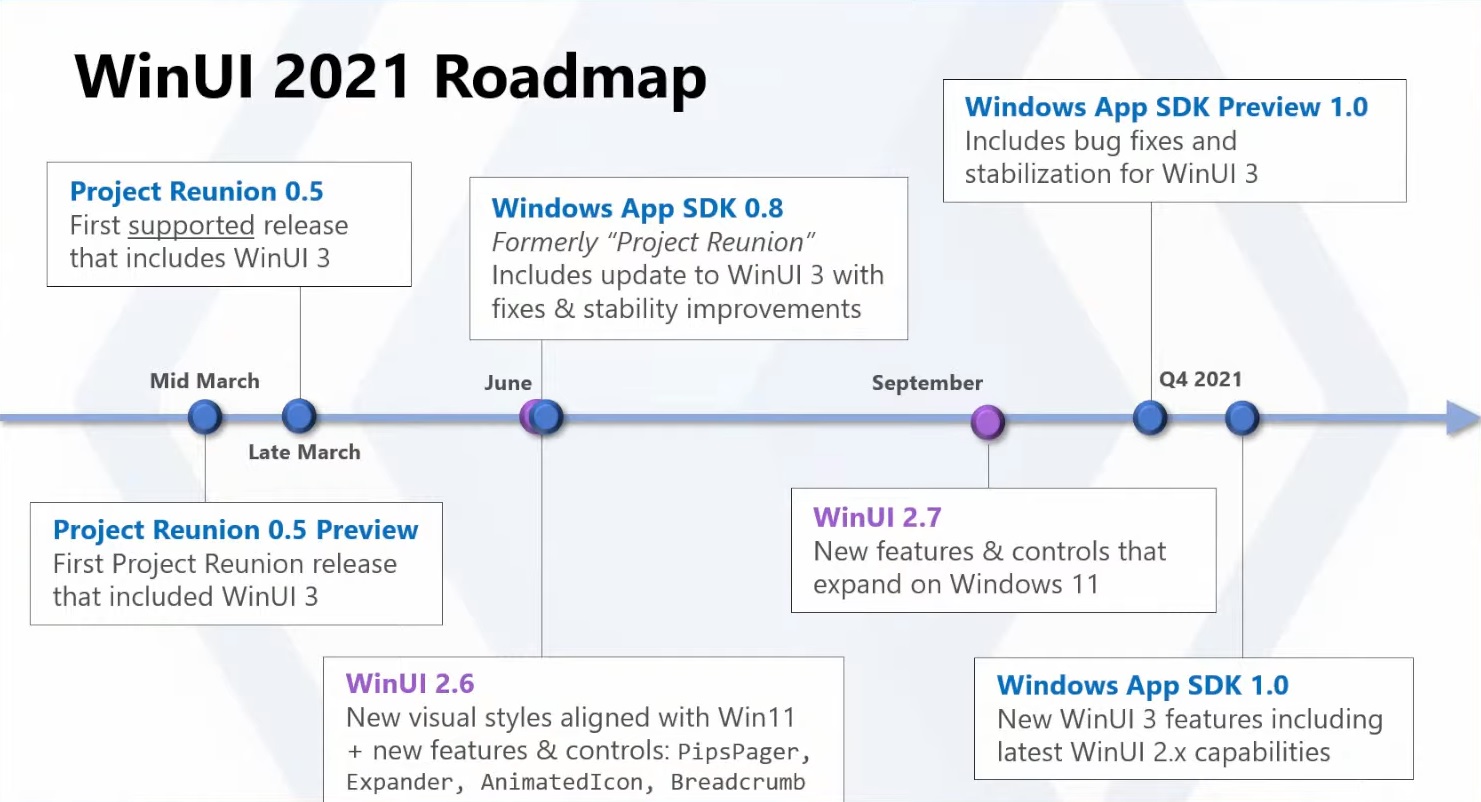 WinUI 2021 Roadmap
Windows App SDK Preview 1.0
Includes bug fixes and
stabilization for WinUI 3
Project Reunion 0.5
First supported release
that includes WinUI 3
Windows App SDK 0.8
Formerly “Project Reunion”
Includes update to WinUI 3 with
fixes & stability improvements
Mid March
Late March
June
September
Q4 2021
Project Reunion 0.5 Preview
First Project Reunion release
that included WinUI 3
WinUI 2.7
New features & controls that
expand on Windows 11
WinUI 2.6
New visual styles aligned with Win11
+ new features & controls: PipsPager,
Expander, AnimatedIcon, Breadcrumb
Windows App SDK 1.0
New WinUI 3 features including
latest WinUI 2.x capabilities